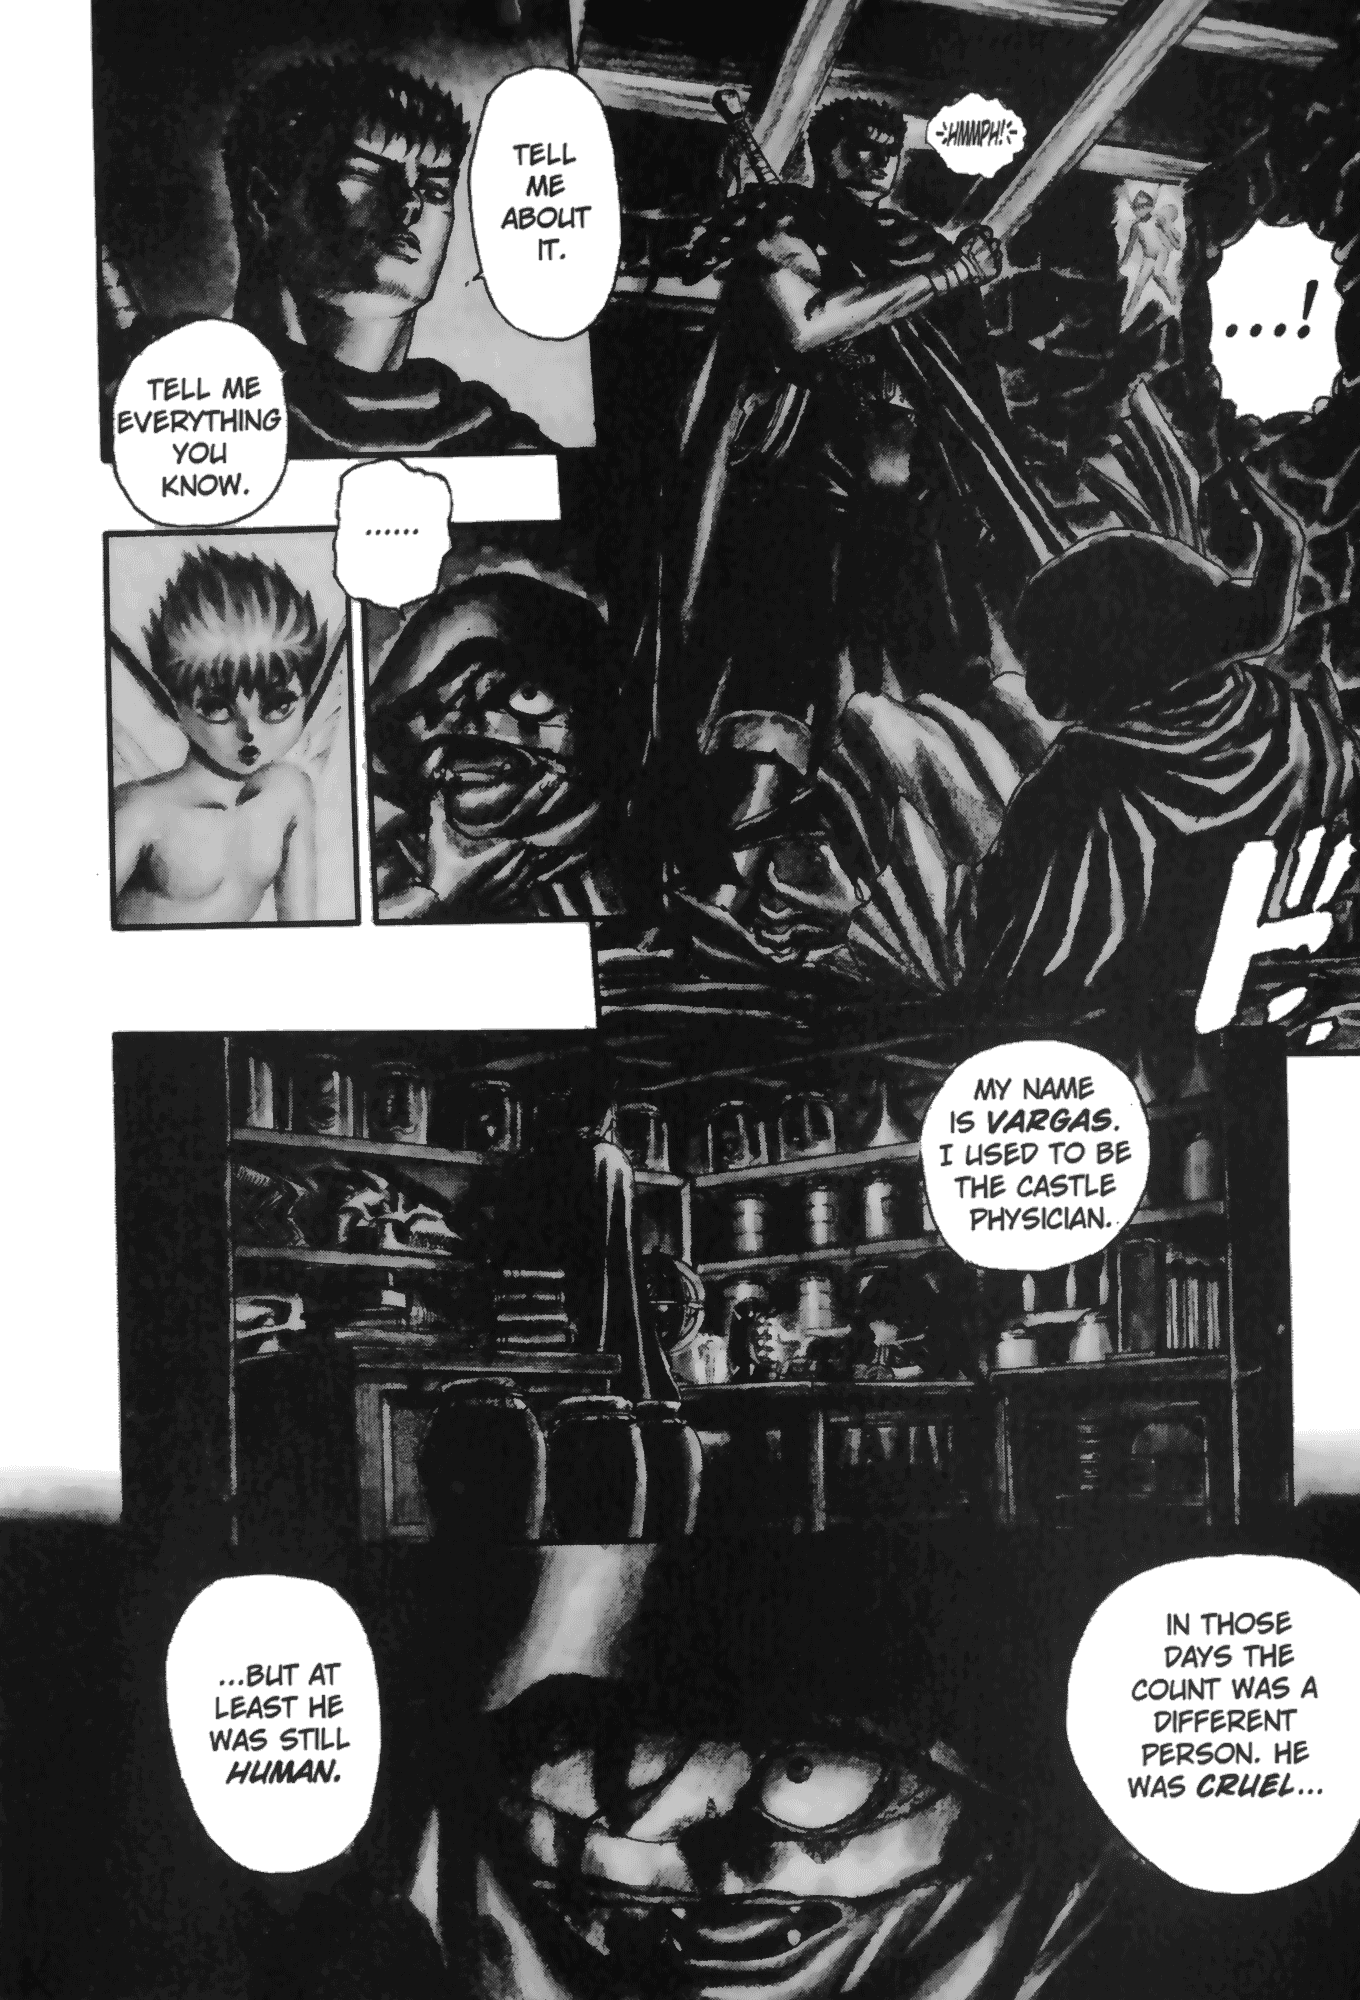 HMMPH!
...!
TELL
ME
ABOUT
IT.
TELL ME
EVERYTHING
YOU
KNOW.
......
MY NAME
IS VARGAS.
I USED TO BE
THE CASTLE
PHYSICIAN.
IN THOSE
DAYS THE
COUNT WAS A
DIFFERENT
PERSON. HE
WAS CRUEL...
...BUT AT
LEAST HE
WAS STILL
HUMAN.